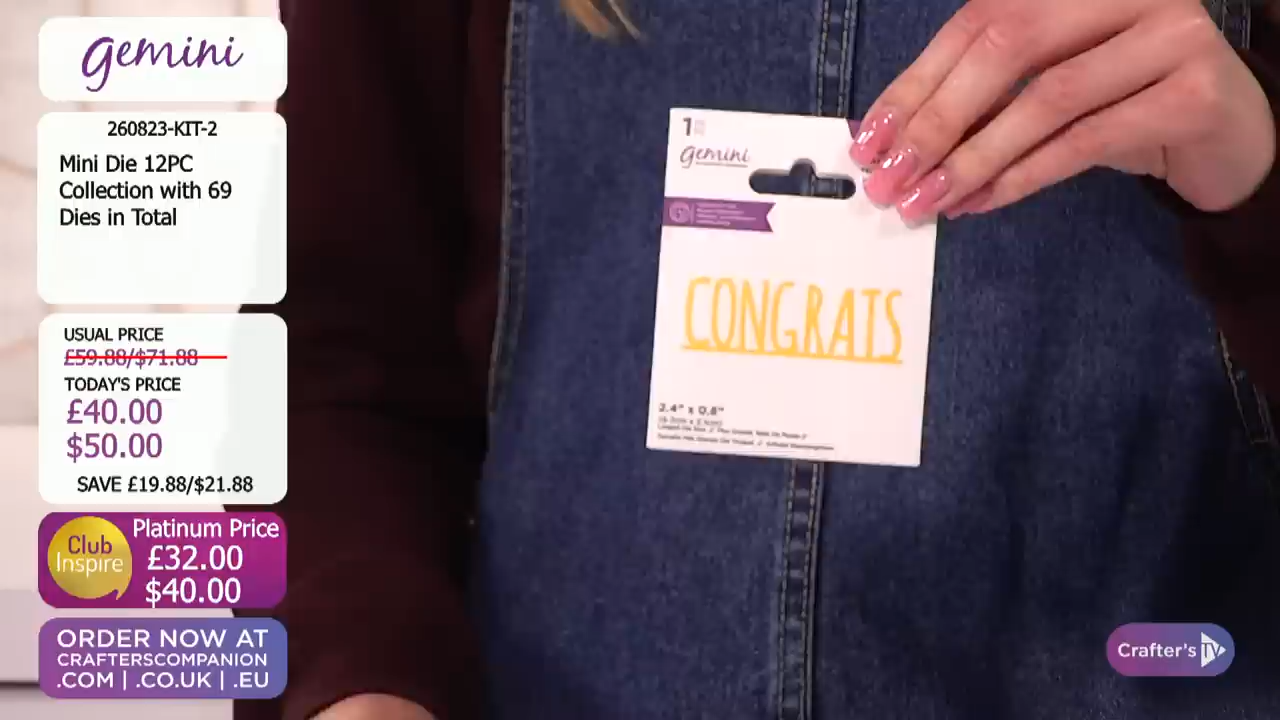 gemini
260823-KIT-2
Mini Die 12PC
Collection with 69
Dies in Total
USUAL PRICE
£59.88/$71.88
TODAY'S PRICE
£40.00
$50.00
SAVE £19.88/$21.88
Club
Inspire
Platinum Price
£32.00
$40.00
ORDER NOW AT
CRAFTERSCOMPANION
.COM | .CO.UK | .EU
1
gemini
CONGRATS
2.4" x 0.8"
Crafter's TV